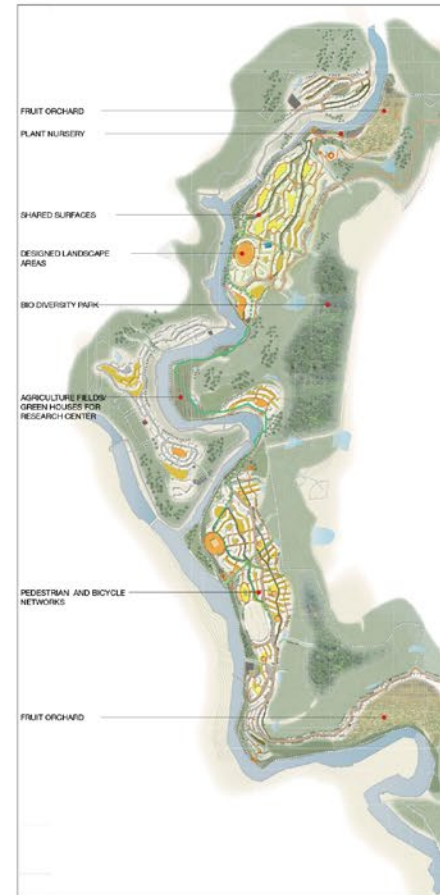 FRUIT ORCHARD
PLANT NURSERY
SHARED SURFACES
DESIGNED LANDSCAPE
AREAS
BIO DIVERSITY PARK
AGRICULTURE FIELDS/
GREEN HOUSES FOR
RESEARCH CENTER
PEDESTRIAN AND BICYCLE
NETWORKS
FRUIT ORCHARD